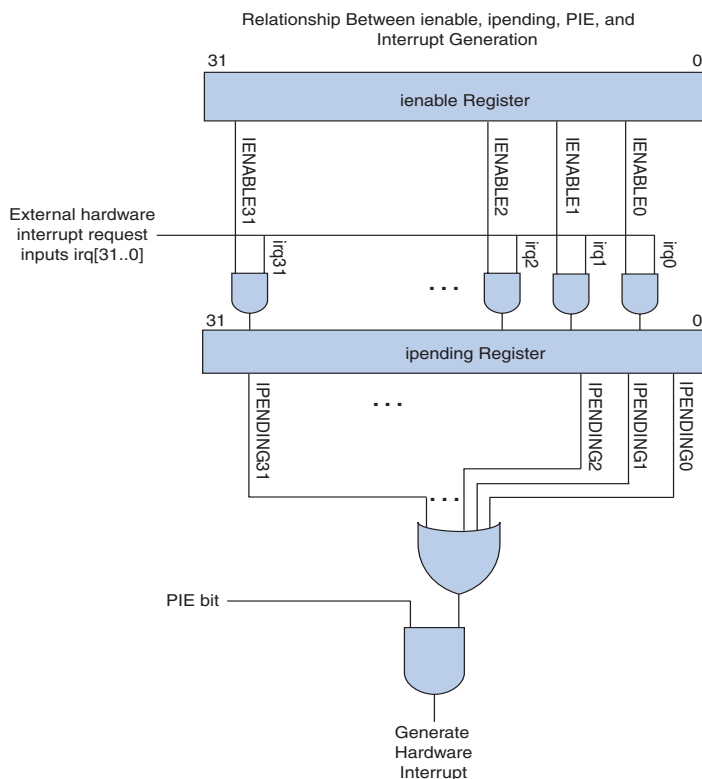 Relationship Between ienable, ipending, PIE, and
Interrupt Generation
31
0
ienable Register
IENABLE31
IENABLE2
IENABLE1
IENABLE0
External hardware
interrupt request
inputs irq[31..0]
irq31
irq2
irq1
irq0
. . .
31
0
ipending Register
IPENDING31
. . .
IPENDING2
IPENDING1
IPENDING0
. . .
PIE bit
Generate
Hardware
Interrupt